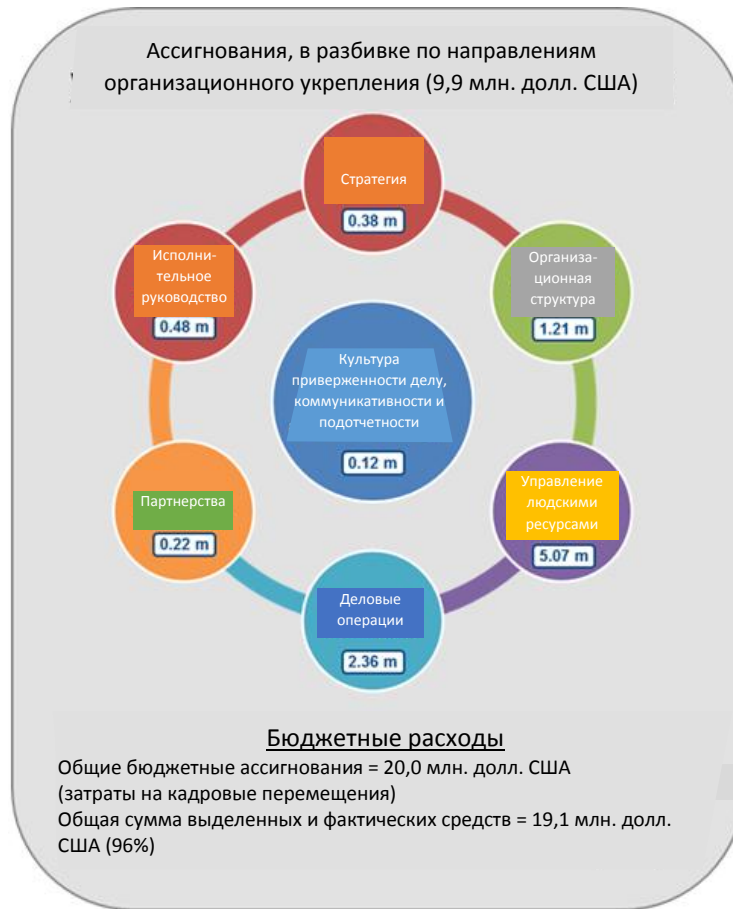 Ассигнования, в разбивке по направлениям
организационного укрепления (9,9 млн. долл. США)
Стратегия
0.38 m
Исполни-
тельное
руководство
0.48 m
Организа-
ционная
структура
1.21 m
Культура
приверженности делу,
коммуникативности и
подотчетности
0.12 m
Партнерства
0.22 m
Управление
людскими
ресурсами
5.07 m
Деловые
операции
2.36 m
Бюджетные расходы
Общие бюджетные ассигнования = 20,0 млн. долл. США
(затраты на кадровые перемещения)
Общая сумма выделенных и фактических средств = 19,1 млн. долл.
США (96%)